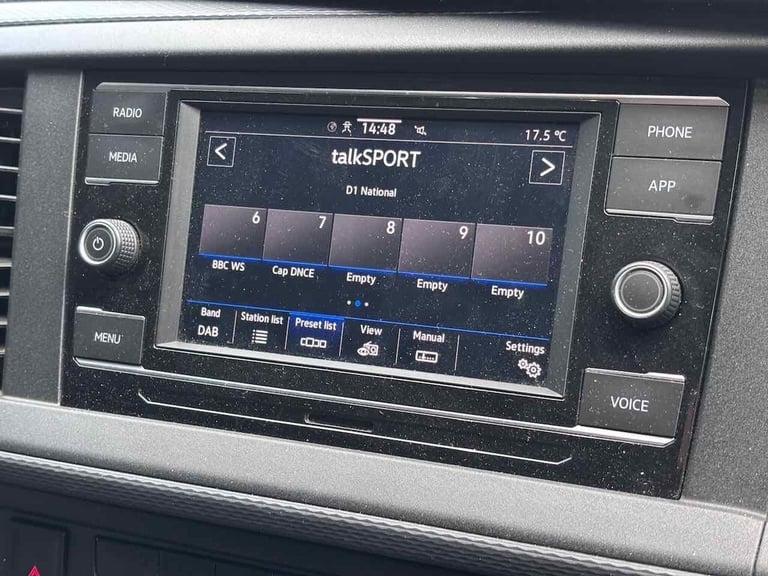 RADIO
MEDIA
MENU
14:48
17.5 °C
<
talkSPORT
>
D1 National
6 7 8 9 10
BBC WS Cap DNCE Empty Empty Empty
Band Station list Preset list View Manual Settings
DAB
PHONE
APP
VOICE